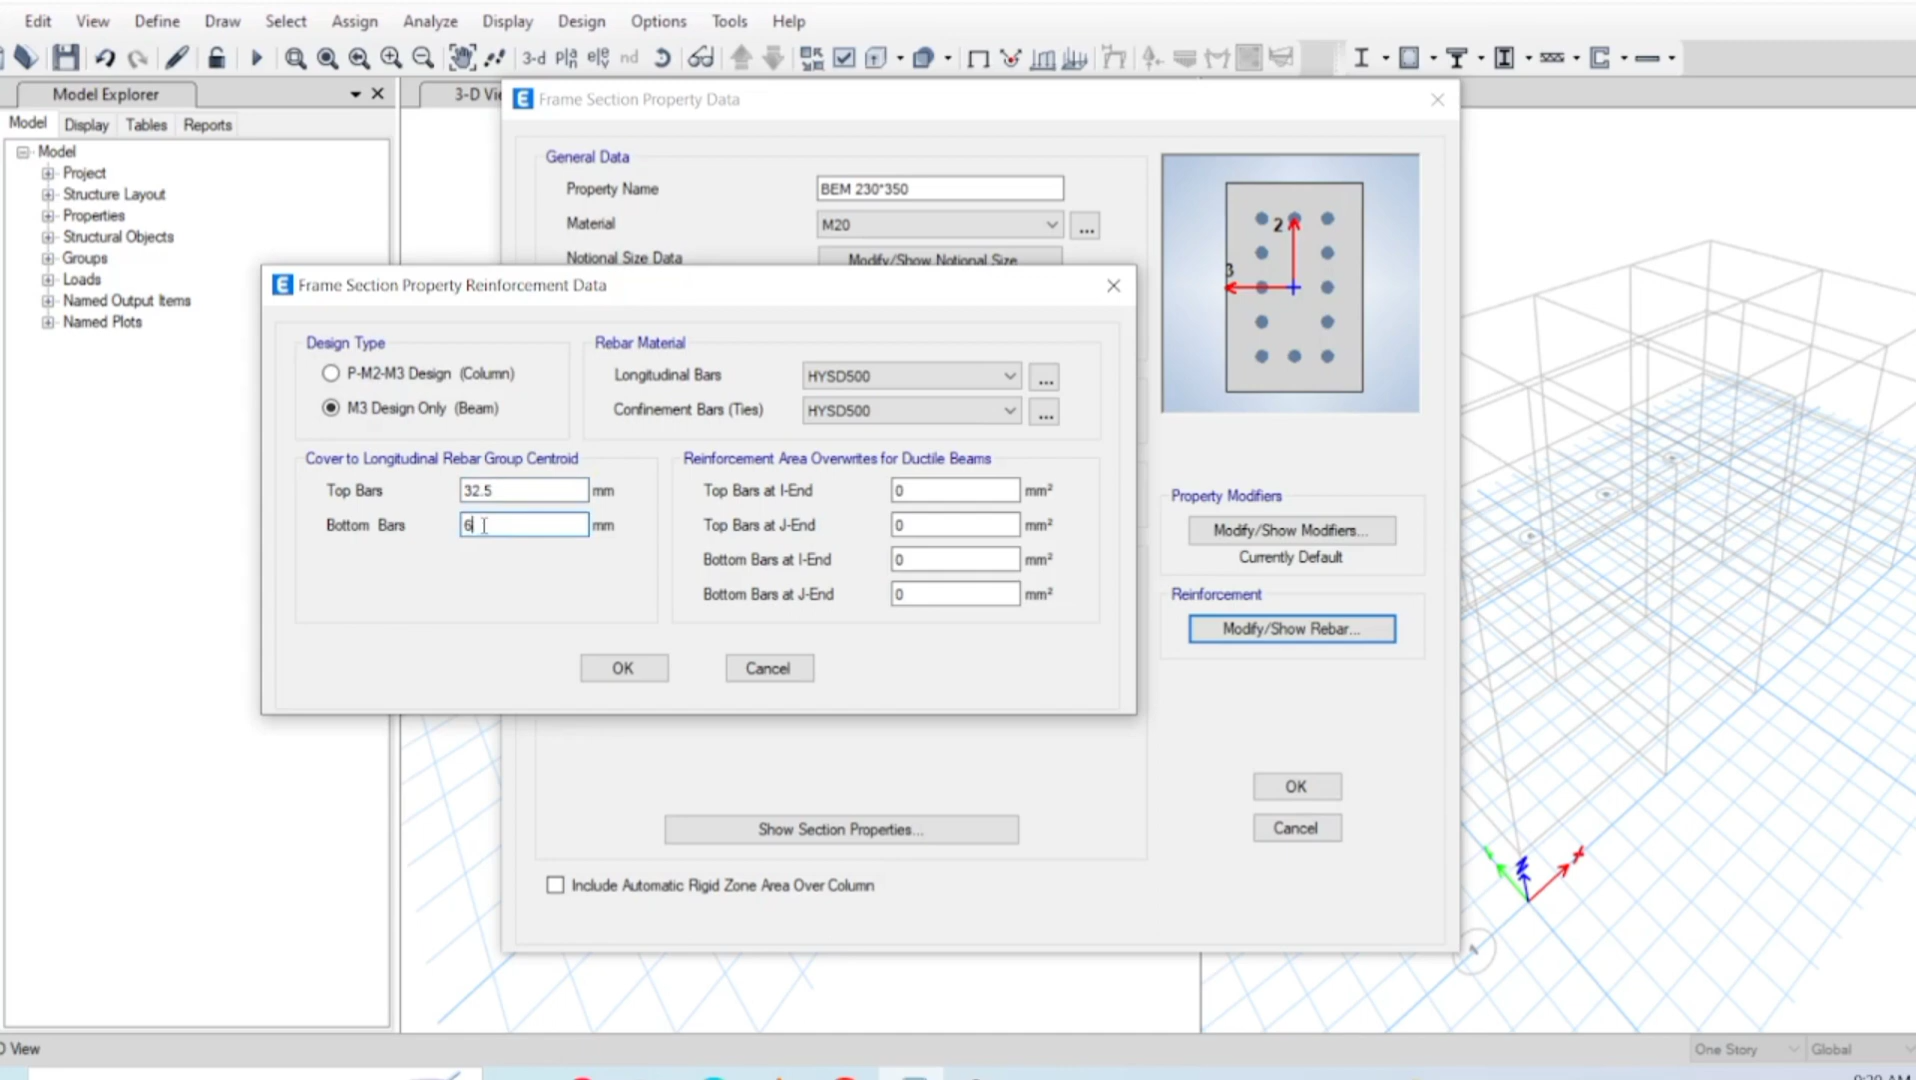 Edit View Define Draw Select Assign Analyze Display Design Options Tools Help
3-d nd
Model Explorer
3-D Vie
Model Display Tables Reports
Model
Project
Structure Layout
Properties
Structural Objects
Groups
Loads
Named Output Items
Named Plots
E Frame Section Property Data
General Data
Property Name BEM 230*350
Material M20 ...
Notional Size Data Modify/Show Notional Size
2
3
E Frame Section Property Reinforcement Data
Design Type
P-M2-M3 Design (Column)
M3 Design Only (Beam)
Rebar Material
Longitudinal Bars HYSD500 ...
Confinement Bars (Ties) HYSD500 ...
Cover to Longitudinal Rebar Group Centroid
Top Bars 32.5 mm
Bottom Bars 6 mm
Reinforcement Area Overwrites for Ductile Beams
Top Bars at I-End 0 mm²
Top Bars at J-End 0 mm²
Bottom Bars at I-End 0 mm²
Bottom Bars at J-End 0 mm²
OK Cancel
Property Modifiers
Modify/Show Modifiers...
Currently Default
Reinforcement
Modify/Show Rebar...
OK
Cancel
Show Section Properties...
Include Automatic Rigid Zone Area Over Column
D View
One Story Global